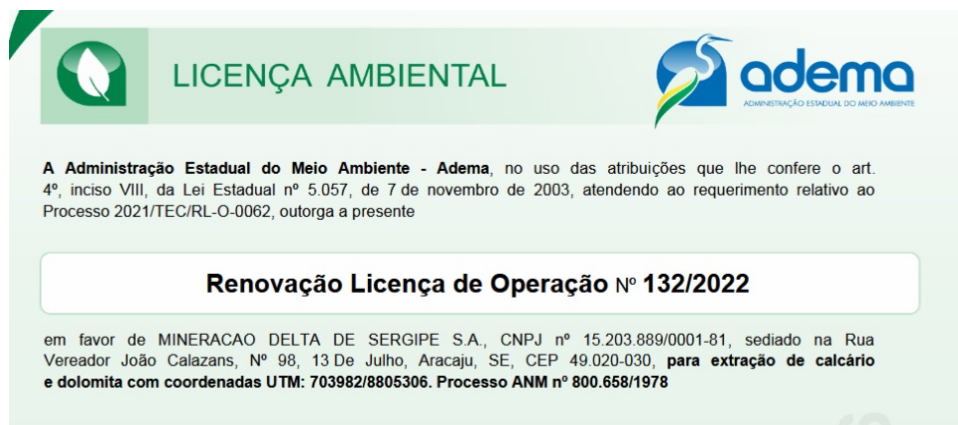 LICENÇA AMBIENTAL
adema
ADMINISTRAÇÃO ESTADUAL DO MEIO AMBIENTE
A Administração Estadual do Meio Ambiente - Adema, no uso das atribuições que lhe confere o art.
4º, inciso VIII, da Lei Estadual nº 5.057, de 7 de novembro de 2003, atendendo ao requerimento relativo ao
Processo 2021/TEC/RL-O-0062, outorga a presente
Renovação Licença de Operação Nº 132/2022
em favor de MINERACAO DELTA DE SERGIPE S.A., CNPJ nº 15.203.889/0001-81, sediado na Rua
Vereador João Calazans, Nº 98, 13 De Julho, Aracaju, SE, CEP 49.020-030, para extração de calcário
e dolomita com coordenadas UTM: 703982/8805306. Processo ANM nº 800.658/1978